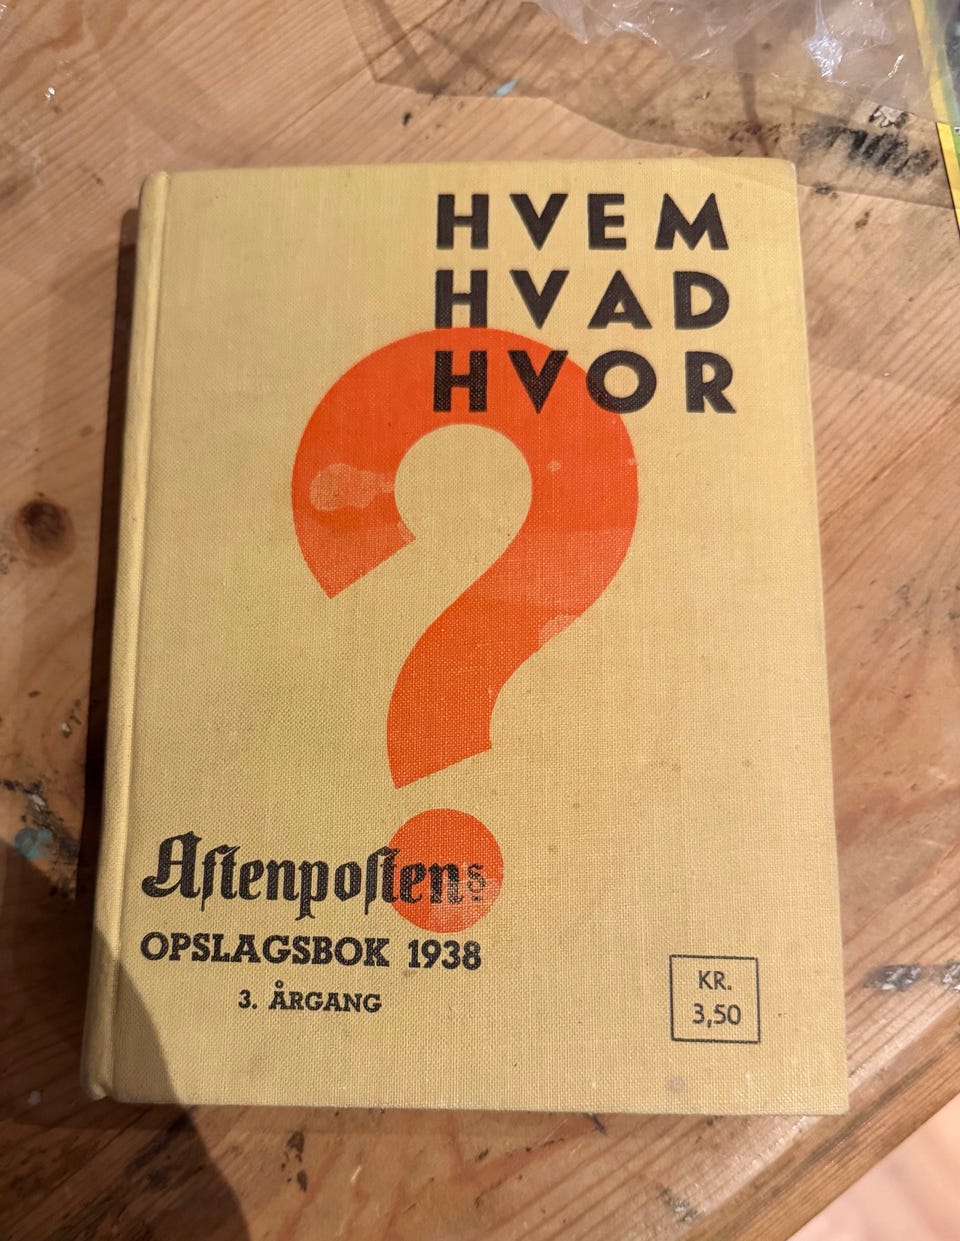 HVEM
HVAD
HVOR
Aftenpostens
OPSLAGSBOK 1938
3. ÅRGANG
KR.
3,50